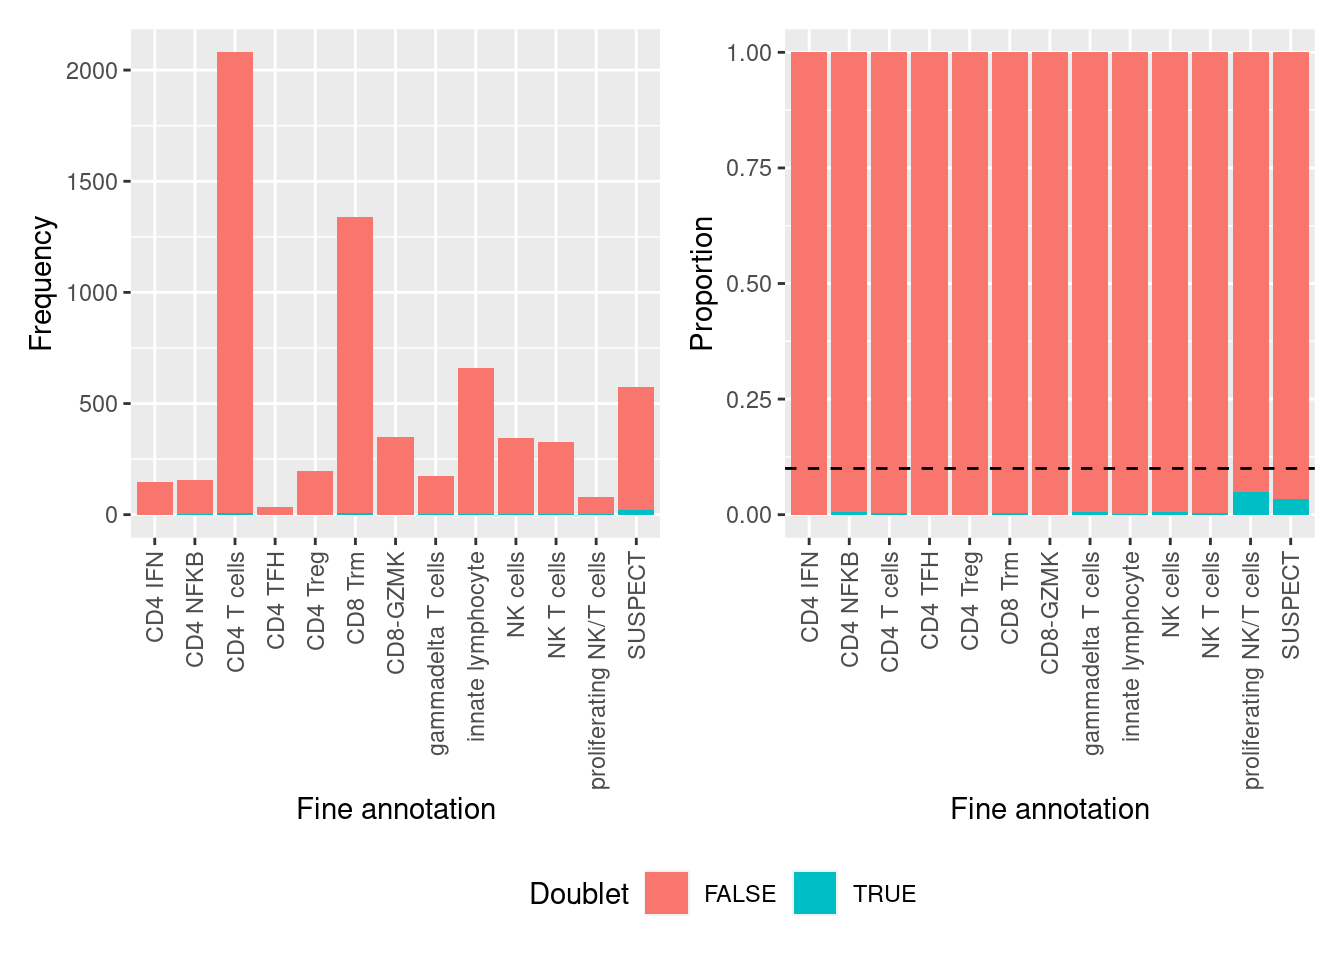 Frequency
2000
1500
1000
500
0
CD4 IFN
CD4 NFKB
CD4 T cells
CD4 TFH
CD4 Treg
CD8 Trm
CD8-GZMK
gammadelta T cells
innate lymphocyte
NK cells
NK T cells
proliferating NK/T cells
SUSPECT
Fine annotation
Proportion
1.00
0.75
0.50
0.25
0.00
CD4 IFN
CD4 NFKB
CD4 T cells
CD4 TFH
CD4 Treg
CD8 Trm
CD8-GZMK
gammadelta T cells
innate lymphocyte
NK cells
NK T cells
proliferating NK/T cells
SUSPECT
Fine annotation
Doublet FALSE TRUE